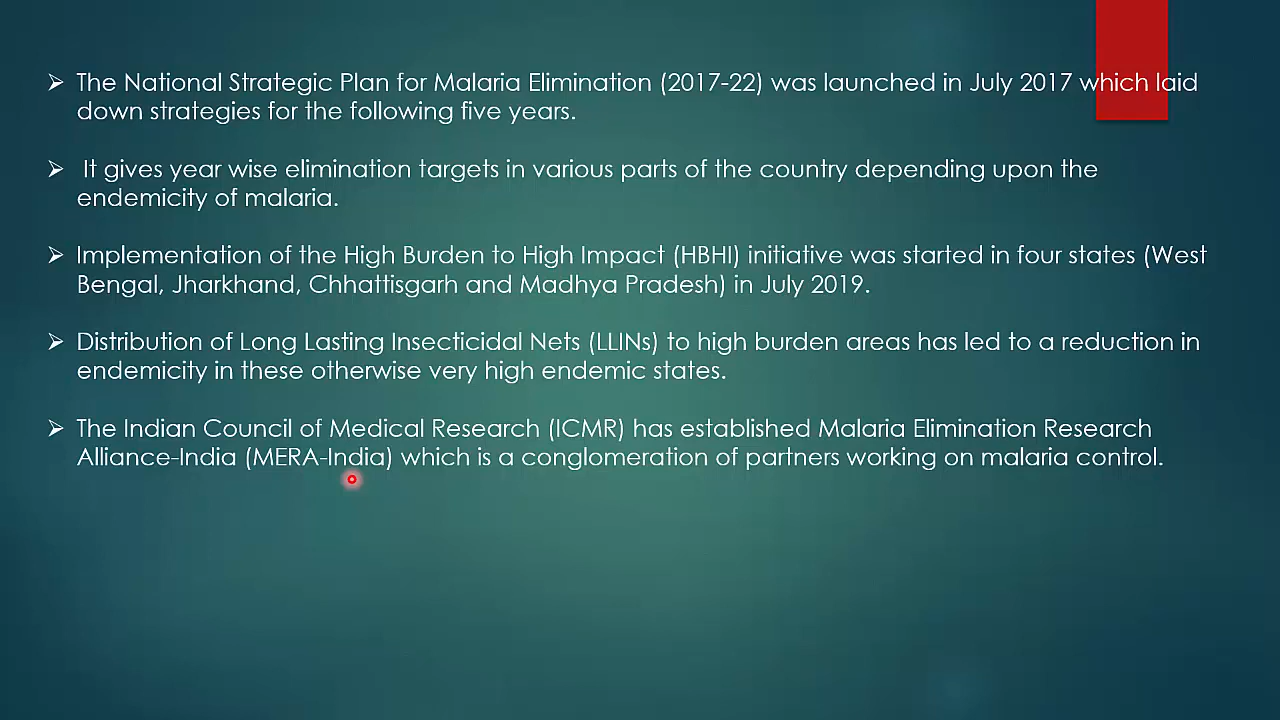 The National Strategic Plan for Malaria Elimination (2017-22) was launched in July 2017 which laid
down strategies for the following five years.
It gives year wise elimination targets in various parts of the country depending upon the
endemicity of malaria.
Implementation of the High Burden to High Impact (HBHI) initiative was started in four states (West
Bengal, Jharkhand, Chhattisgarh and Madhya Pradesh) in July 2019.
Distribution of Long Lasting Insecticidal Nets (LLINs) to high burden areas has led to a reduction in
endemicity in these otherwise very high endemic states.
The Indian Council of Medical Research (ICMR) has established Malaria Elimination Research
Alliance-India (MERA-India) which is a conglomeration of partners working on malaria control.